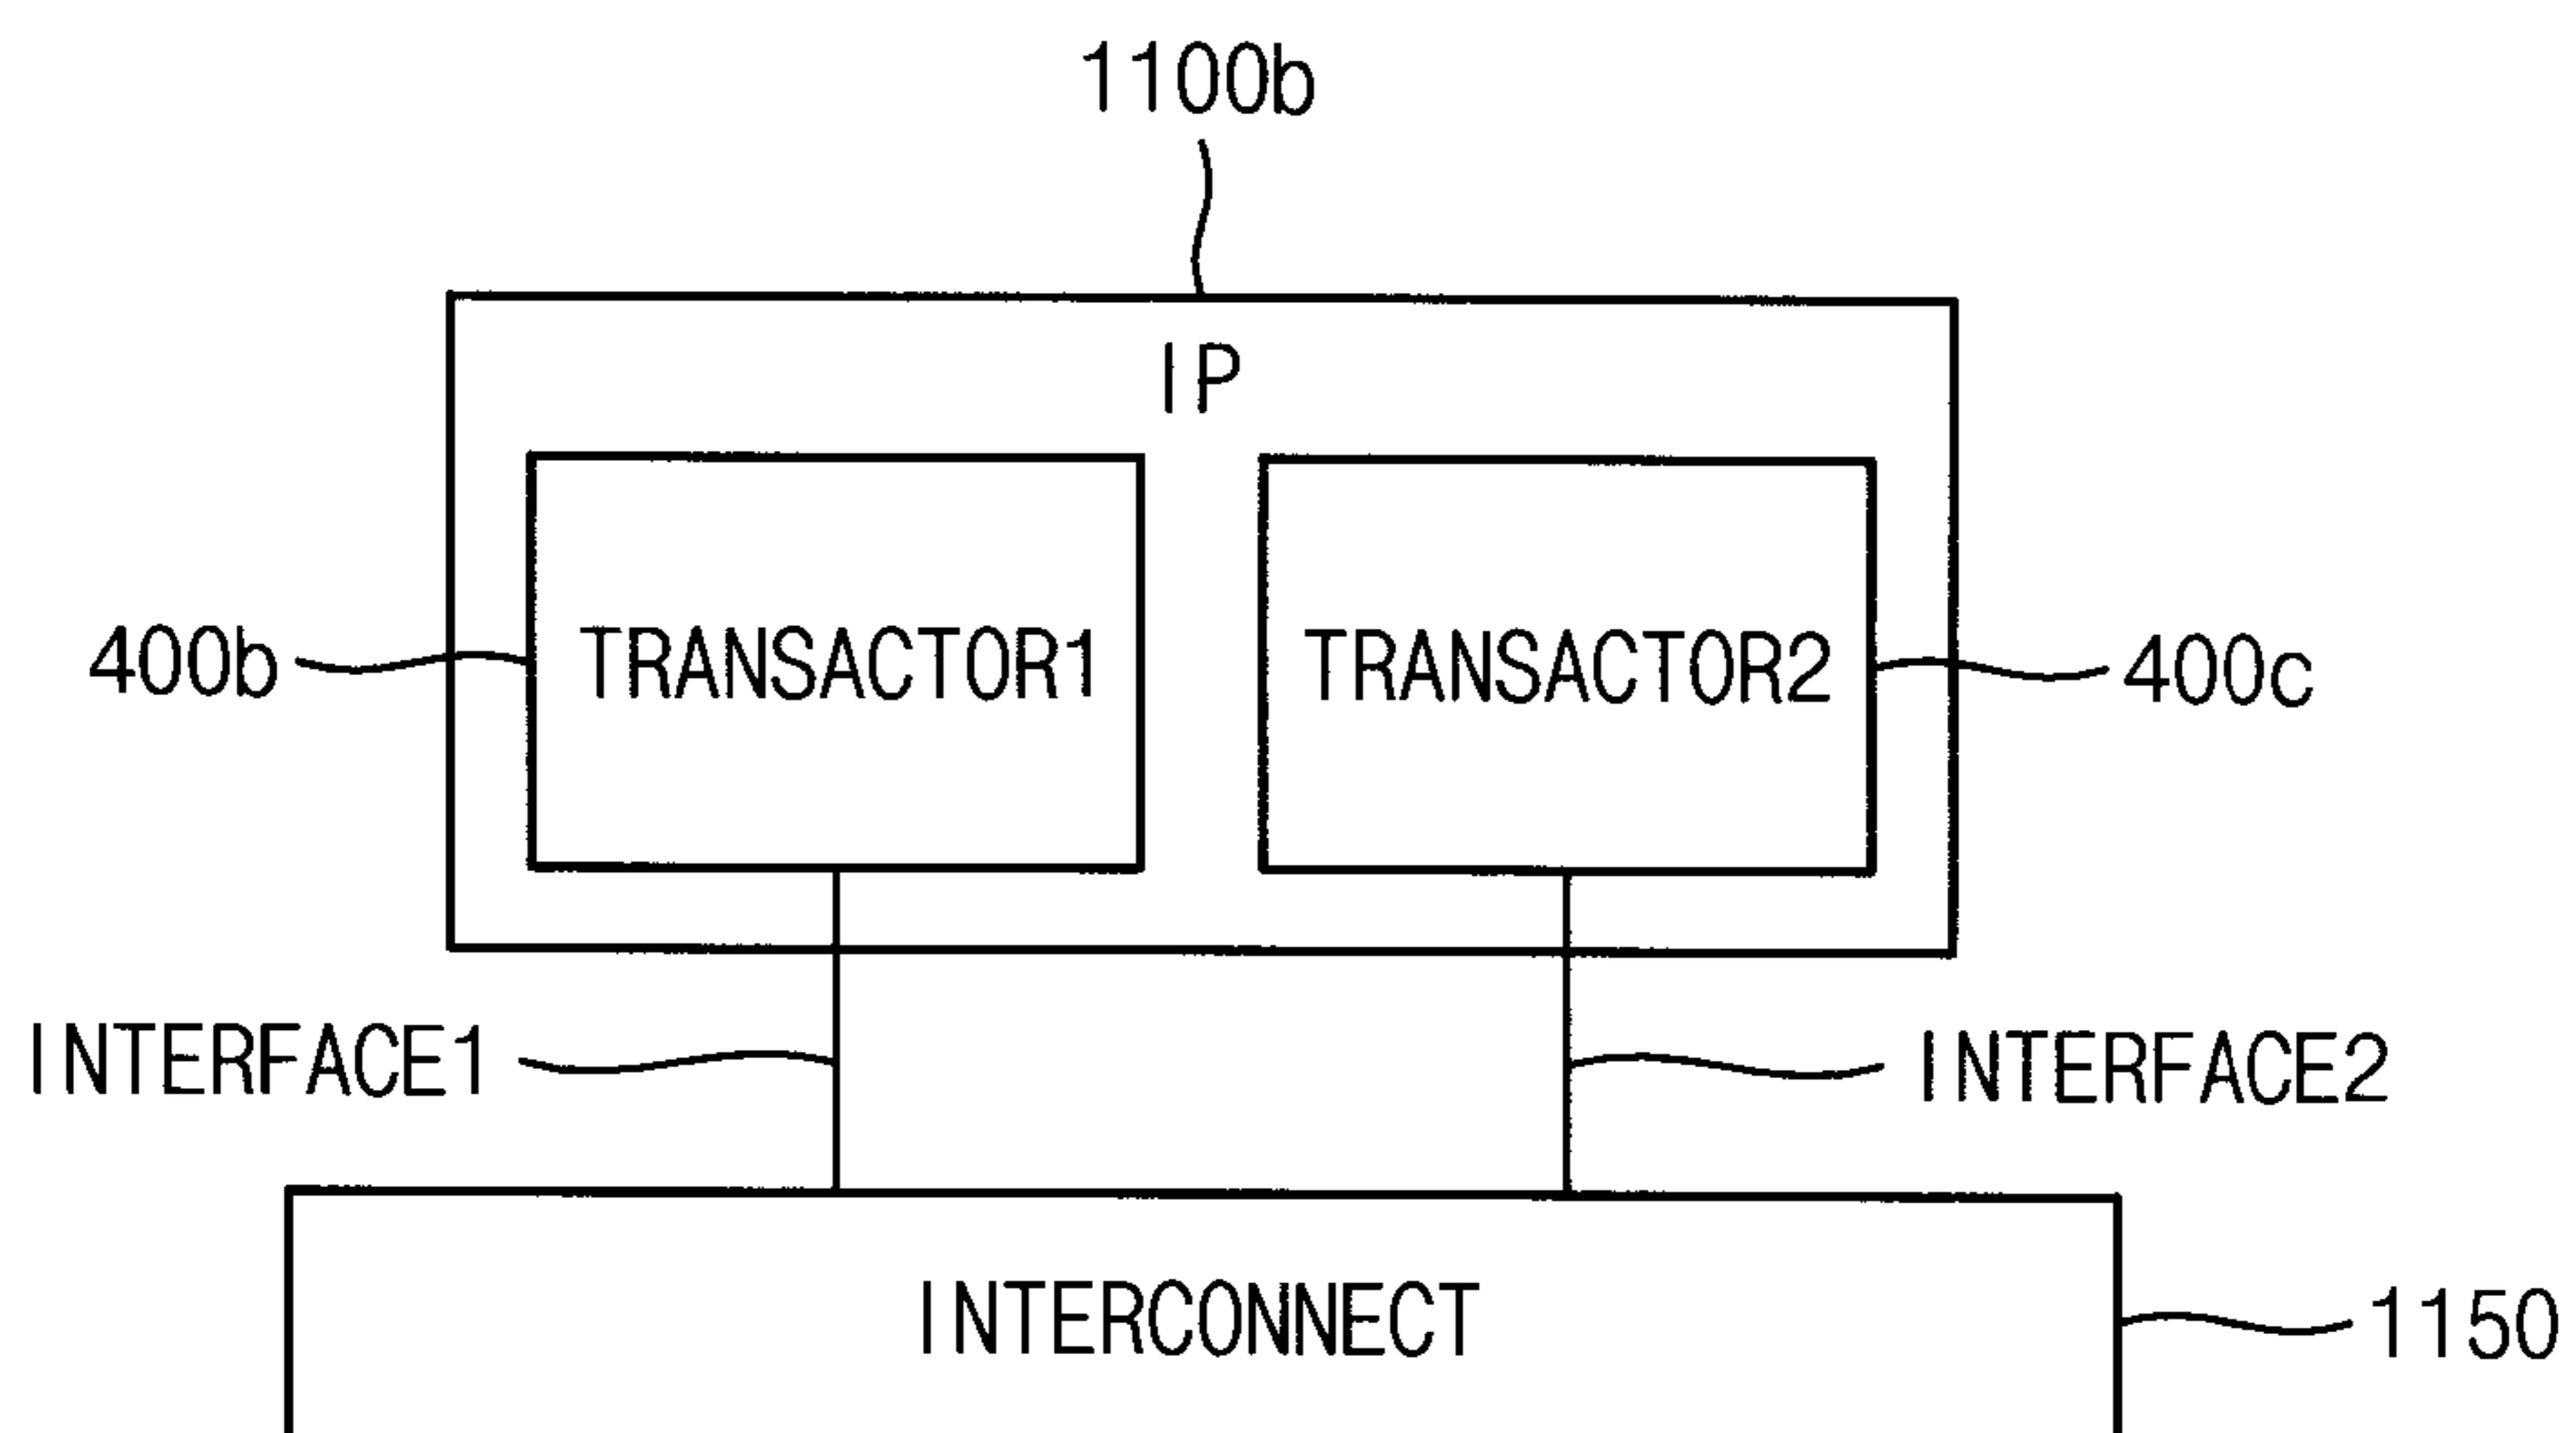 1100b
IP
400b
TRANSACTOR1
TRANSACTOR2
400c
INTERFACE1
INTERFACE2
INTERCONNECT
1150